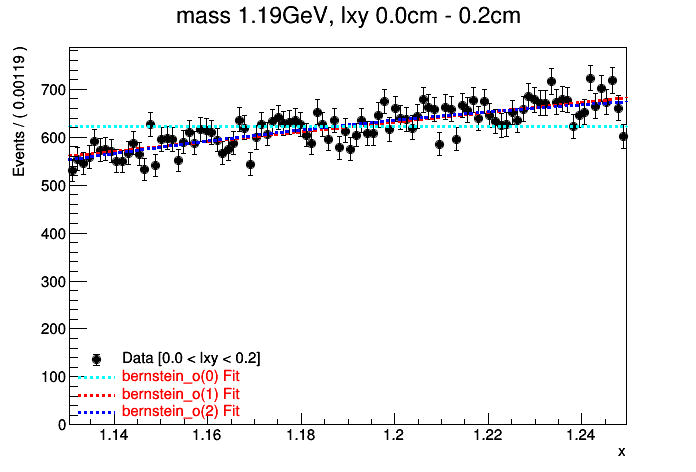 mass 1.19GeV, lxy 0.0cm - 0.2cm
Events / ( 0.00119 )
700
600
500
400
300
200
100
0
Data [0.0 < lxy < 0.2]
bernstein_o(0) Fit
bernstein_o(1) Fit
bernstein_o(2) Fit
1.14 1.16 1.18 1.2 1.22 1.24
x